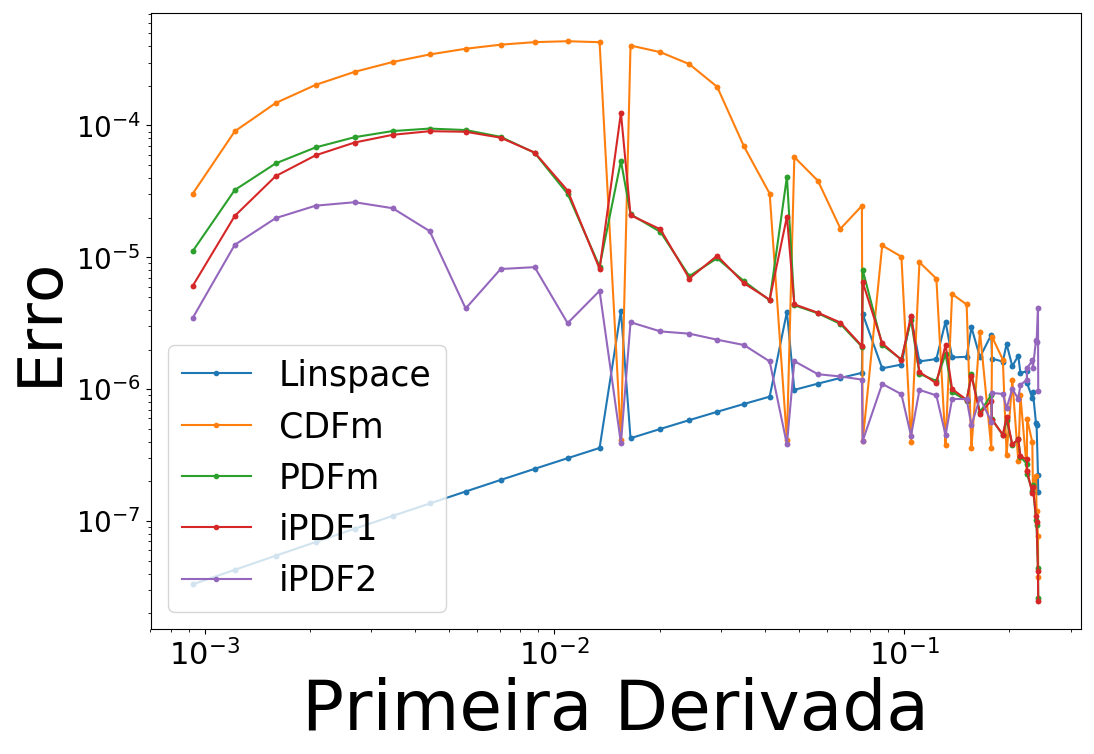 Erro
10⁻⁴
10⁻⁵
10⁻⁶
10⁻⁷
Linspace
CDFm
PDFm
iPDF1
iPDF2
10⁻³
10⁻²
10⁻¹
Primeira Derivada